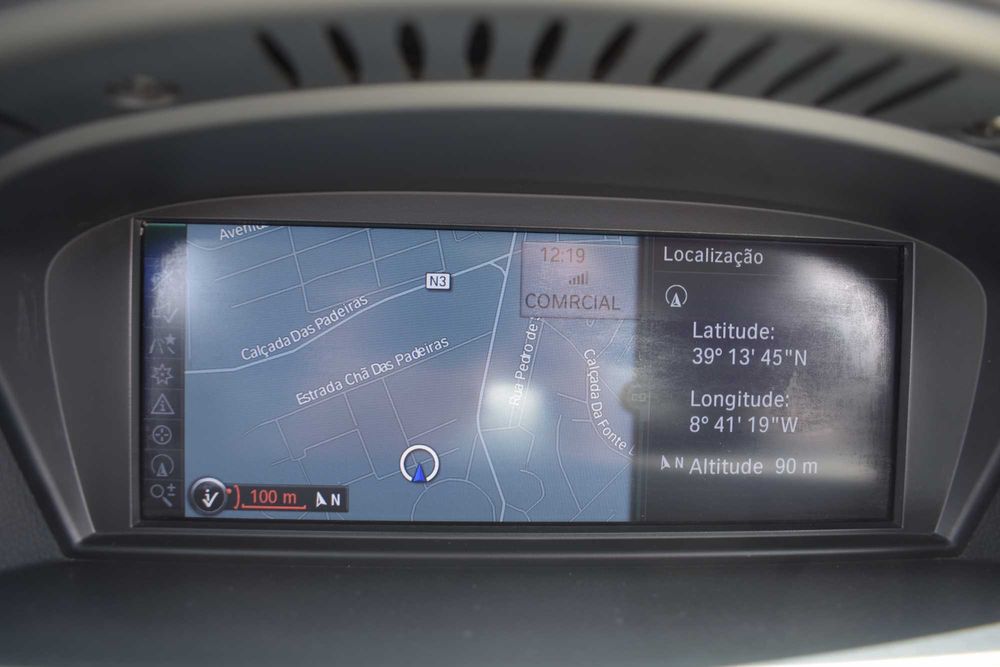 Avenid
N3
12:19
COMRCIAL
Calçada Das Padeiras
Estrada Chã Das Padeiras
Rua Pedro de S
Calçada Da Fonte
100 m
N
Localização
Latitude:
39º 13' 45"N
Longitude:
8º 41' 19"W
N Altitude 90 m